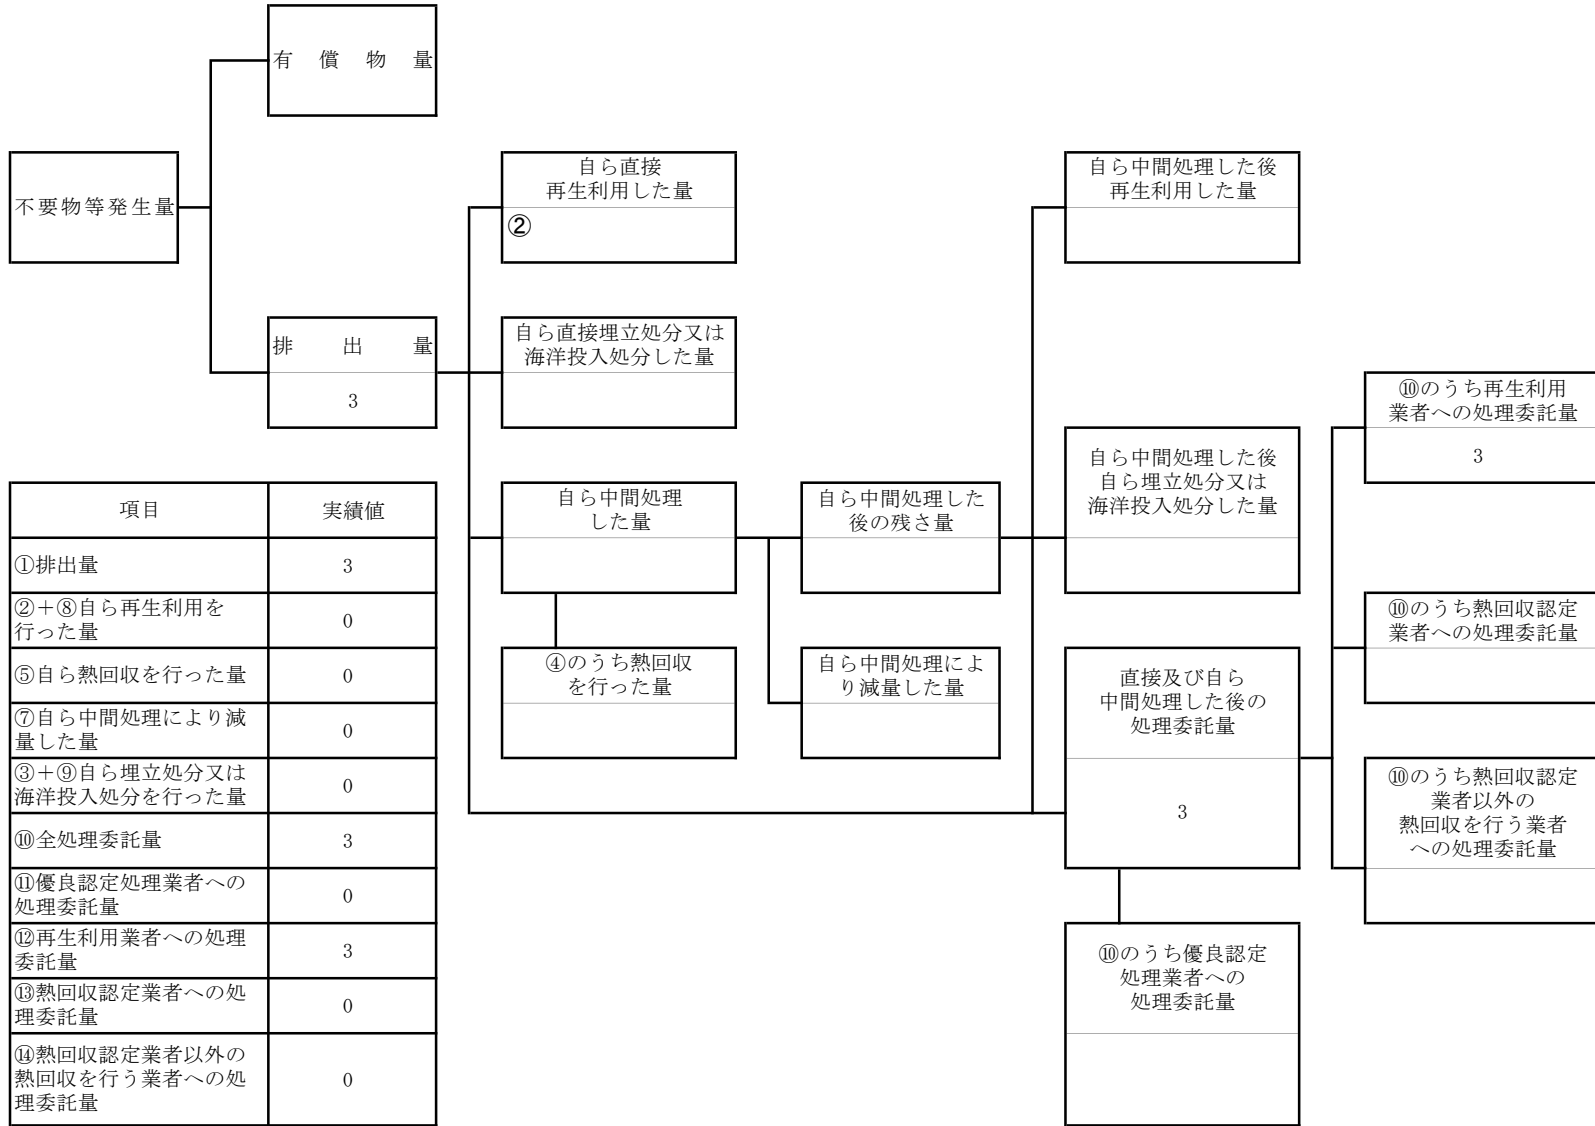 有償物量
不要物等発生量
自ら直接
再生利用した量
②
自ら中間処理した後
再生利用した量
排出量
3
自ら直接埋立処分又は
海洋投入処分した量
⑩のうち再生利用
業者への処理委託量
3
自ら中間処理した後
自ら埋立処分又は
海洋投入処分した量
自ら中間処理
した量
自ら中間処理した
後の残さ量
⑩のうち熱回収認定
業者への処理委託量
④のうち熱回収
を行った量
自ら中間処理によ
り減量した量
直接及び自ら
中間処理した後の
処理委託量
3
⑩のうち熱回収認定
業者以外の
熱回収を行う業者
への処理委託量
⑩のうち優良認定
処理業者への
処理委託量
項目 実績値
①排出量 3
②+⑧自ら再生利用を
行った量 0
⑤自ら熱回収を行った量 0
⑦自ら中間処理により減
量した量 0
③+⑨自ら埋立処分又は
海洋投入処分を行った量 0
⑩全処理委託量 3
⑪優良認定処理業者への
処理委託量 0
⑫再生利用業者への処理
委託量 3
⑬熱回収認定業者への処
理委託量 0
⑭熱回収認定業者以外の
熱回収を行う業者への処
理委託量 0